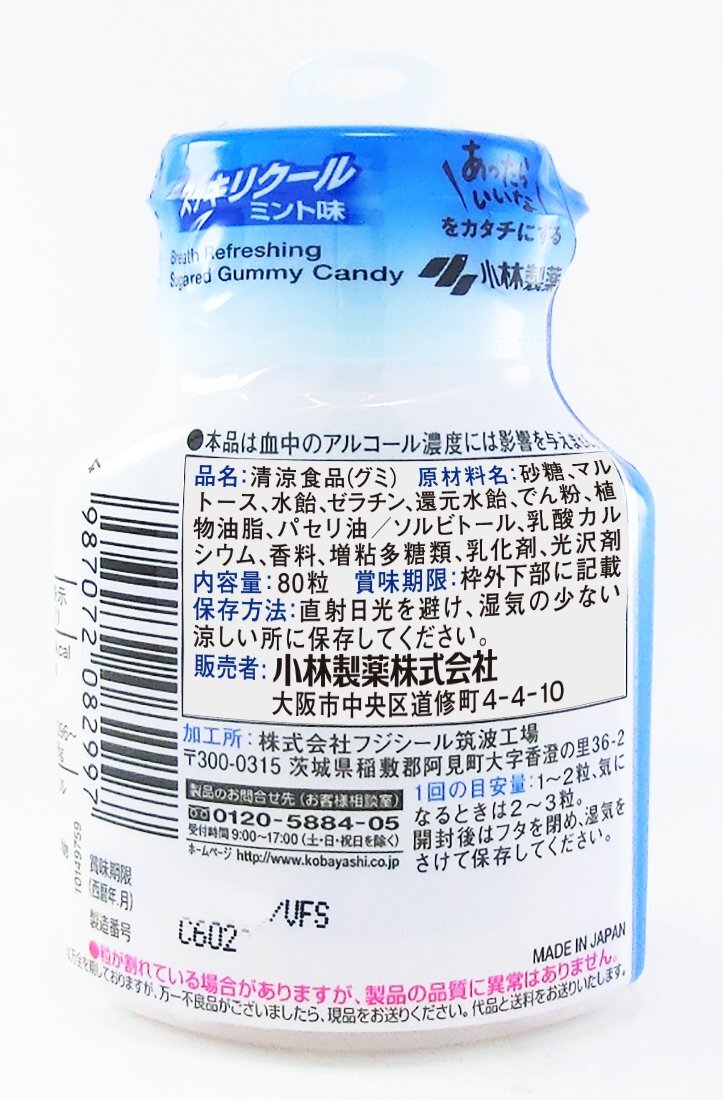 スッキリクール
ミント味
あったら
いいな
をカタチにする
Breath Refreshing
Sugared Gummy Candy
小林製薬
●本品は血中のアルコール濃度には影響を与えませ
品名:清涼食品(グミ) 原材料名:砂糖、マル
トース、水飴、ゼラチン、還元水飴、でん粉、植
物油脂、パセリ油/ソルビトール、乳酸カル
シウム、香料、増粘多糖類、乳化剤、光沢剤
内容量:80粒 賞味期限:枠外下部に記載
保存方法:直射日光を避け、湿気の少ない
涼しい所に保存してください。
販売者:小林製薬株式会社
大阪市中央区道修町4-4-10
加工所:株式会社フジシール筑波工場
〒300-0315 茨城県稲敷郡阿見町大字香澄の里36-2
製品のお問合せ先(お客様相談室)
0120-5884-05
受付時間9:00~17:00(土・日・祝日を除く)
ホームページ http://www.kobayashi.co.jp
1回の目安量:1~2粒、気に
なるときは2~3粒。
開封後はフタを閉め、湿気を
さけて保存してください。
4 987072 082997
10149759
賞味期限
(西暦年.月)
製造番号
/VFS
C602
MADE IN JAPAN
●粒が割れている場合がありますが、製品の品質に異常はありません。
万全を期しておりますが、万一不良品がございましたら、現品をお送りください。代品と送料をお送りいたします。